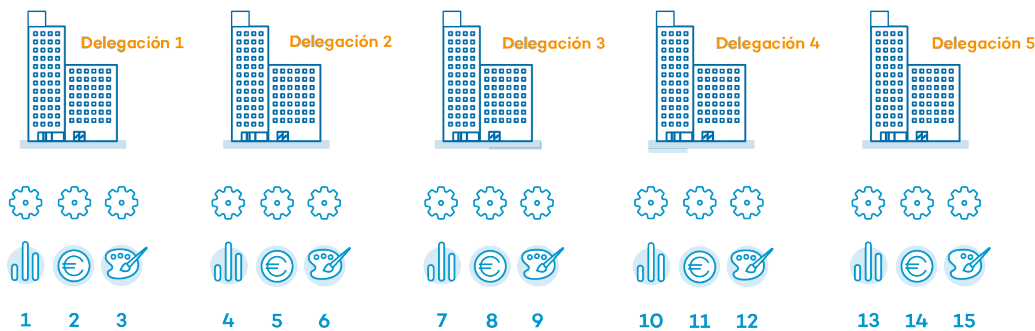 Delegación 1
Delegación 2
Delegación 3
Delegación 4
Delegación 5
1 2 3 4 5 6 7 8 9 10 11 12 13 14 15